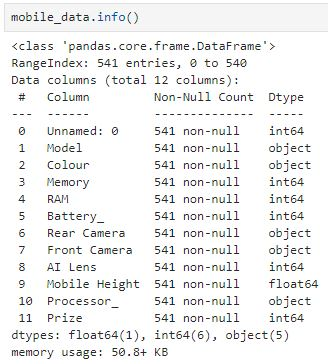 mobile_data.info()
<class 'pandas.core.frame.DataFrame'>
RangeIndex: 541 entries, 0 to 540
Data columns (total 12 columns):
 #   Column         Non-Null Count  Dtype
---  ------         --------------  -----
 0   Unnamed: 0     541 non-null    int64
 1   Model          541 non-null    object
 2   Colour         541 non-null    object
 3   Memory         541 non-null    int64
 4   RAM            541 non-null    int64
 5   Battery_       541 non-null    int64
 6   Rear Camera    541 non-null    object
 7   Front Camera   541 non-null    object
 8   AI Lens        541 non-null    int64
 9   Mobile Height  541 non-null    float64
 10  Processor_     541 non-null    object
 11  Prize          541 non-null    int64
dtypes: float64(1), int64(6), object(5)
memory usage: 50.8+ KB